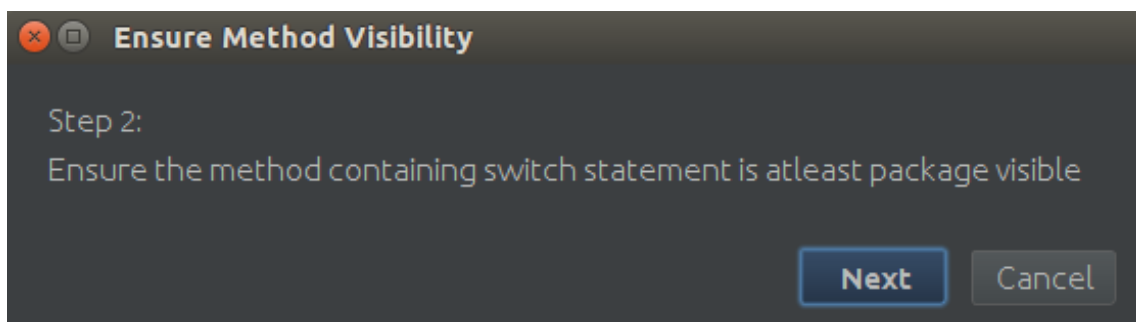 Ensure Method Visibility
Step 2:
Ensure the method containing switch statement is atleast package visible
Next
Cancel